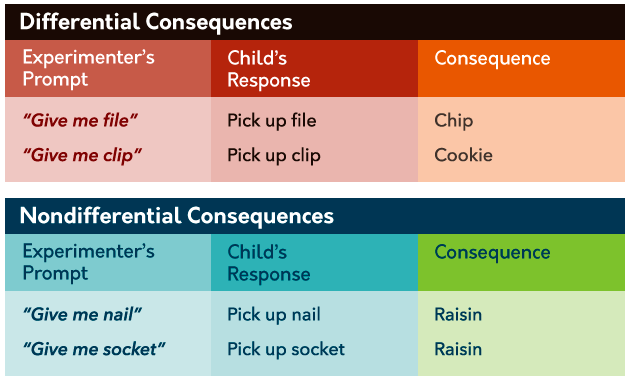 Differential Consequences
Experimenter’s Prompt Child’s Response Consequence
“Give me file” Pick up file Chip
“Give me clip” Pick up clip Cookie
Nondifferential Consequences
Experimenter’s Prompt Child’s Response Consequence
“Give me nail” Pick up nail Raisin
“Give me socket” Pick up socket Raisin